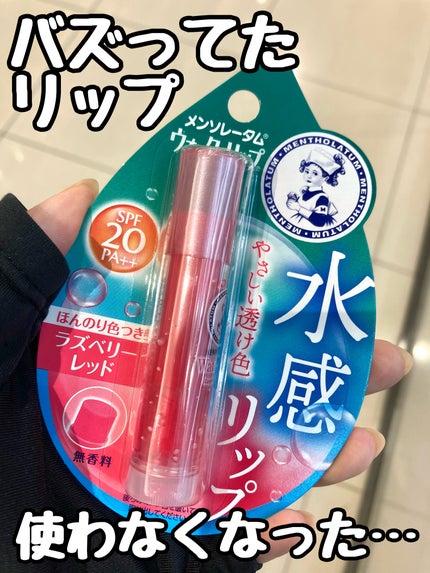 バズってた
リップ
メンソレータム®
ウォーターリップ
MENTHOLATUM・MENTHOLATUM・MENTHOLATUM
SPF
20
PA++
水感
リップ
やさしい透け色
ほんのり色つき
ラズベリー
レッド
無香料
使わなくなった…